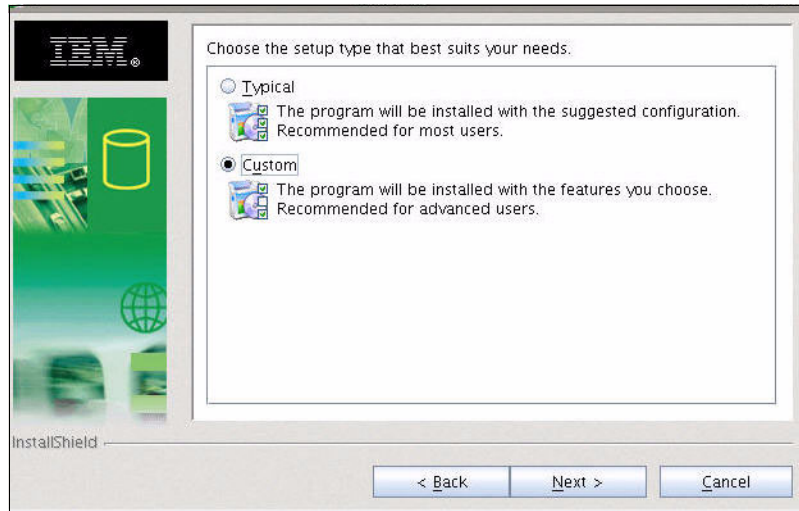 IBM®
Choose the setup type that best suits your needs.
Typical
The program will be installed with the suggested configuration.
Recommended for most users.
Custom
The program will be installed with the features you choose.
Recommended for advanced users.
InstallShield
< Back
Next >
Cancel